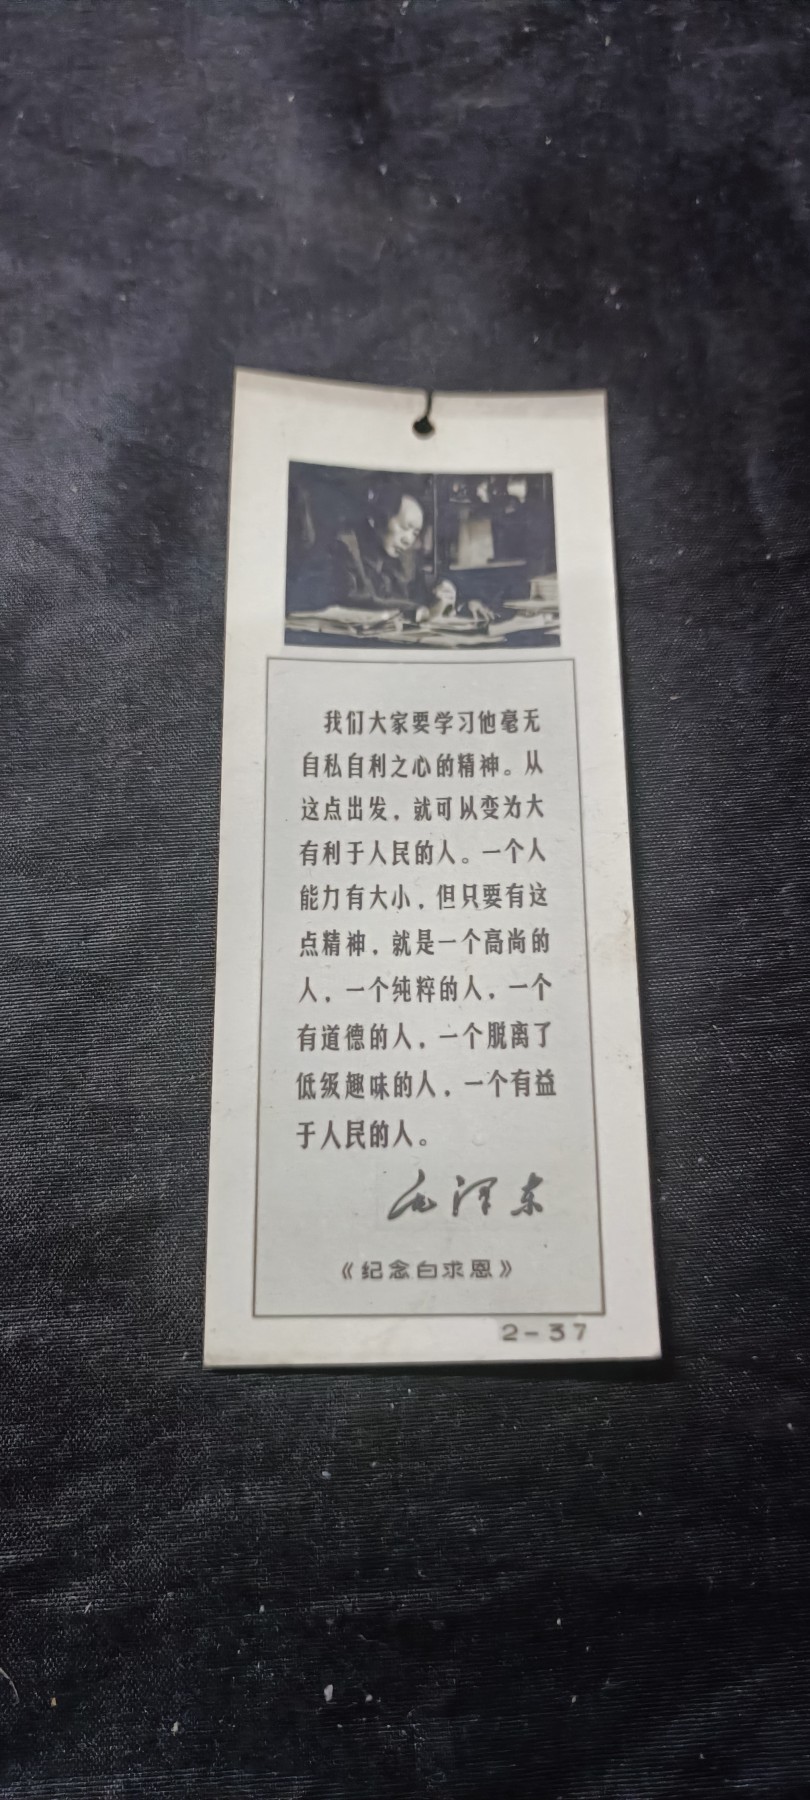 我们大家要学习他毫无
自私自利之心的精神。从
这点出发，就可以变为大
有利于人民的人。一个人
能力有大小，但只要有这
点精神，就是一个高尚的
人，一个纯粹的人，一个
有道德的人，一个脱离了
低级趣味的人，一个有益
于人民的人。
毛泽东
《纪念白求恩》
2-37